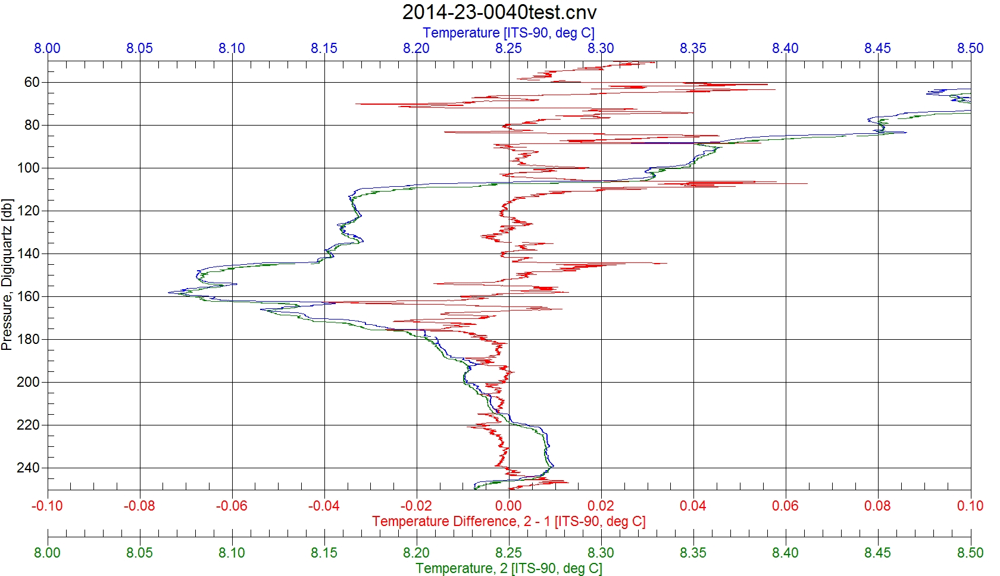 2014-23-0040test.cnv
Temperature [ITS-90, deg C]
8.00 8.05 8.10 8.15 8.20 8.25 8.30 8.35 8.40 8.45 8.50
Pressure, Digiquartz [db]
60
80
100
120
140
160
180
200
220
240
-0.10 -0.08 -0.06 -0.04 -0.02 0.00 0.02 0.04 0.06 0.08 0.10
Temperature Difference, 2 - 1 [ITS-90, deg C]
8.00 8.05 8.10 8.15 8.20 8.25 8.30 8.35 8.40 8.45 8.50
Temperature, 2 [ITS-90, deg C]